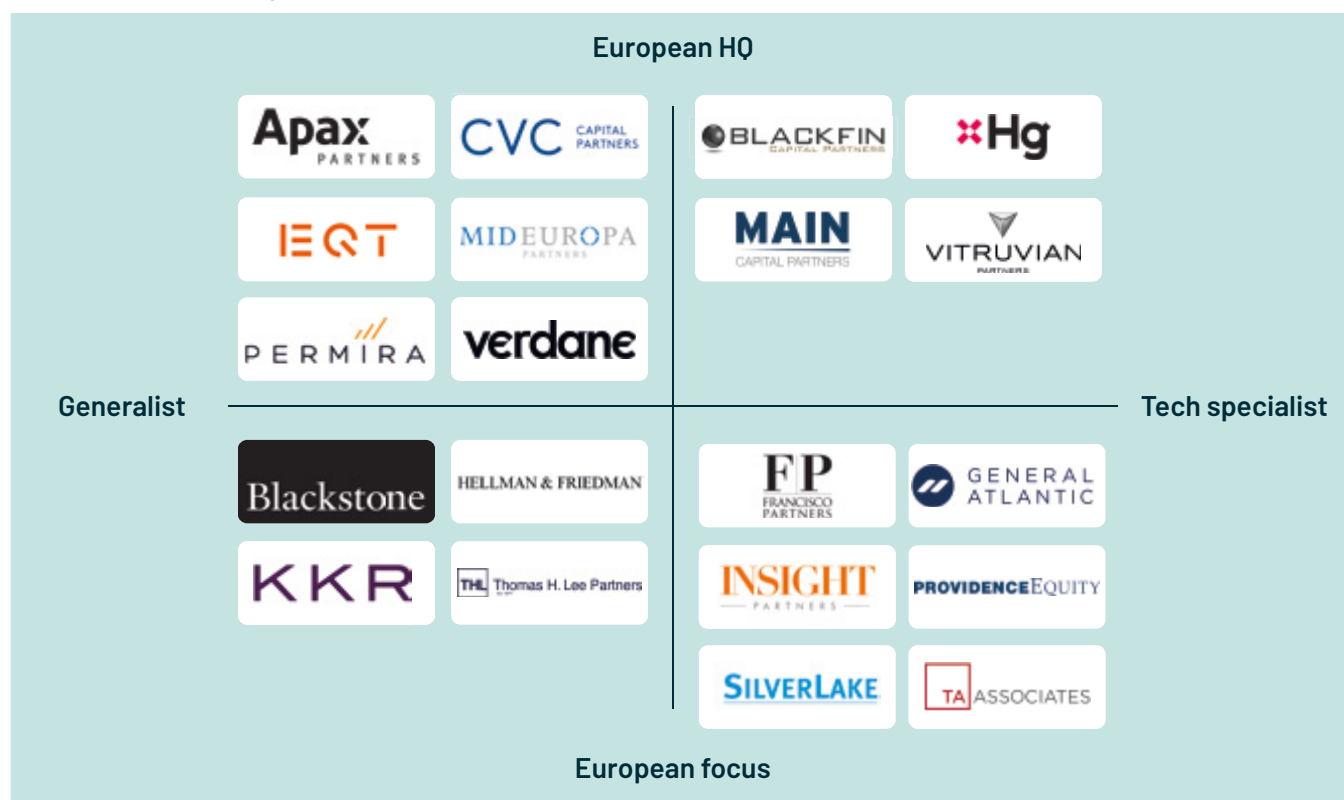 European HQ
Apax
PARTNERS
CVC CAPITAL
PARTNERS
BLACKFIN
CAPITAL PARTNERS
Hg
EQT
MIDEUROPA
PARTNERS
MAIN
CAPITAL PARTNERS
VITRUVIAN
PARTNERS
PERMIRA
verdane
Generalist
Tech specialist
Blackstone
HELLMAN & FRIEDMAN
FP
FRANCISCO
PARTNERS
GENERAL
ATLANTIC
KKR
THL Thomas H. Lee Partners
INSIGHT
PARTNERS
PROVIDENCEEQUITY
SILVERLAKE
TA ASSOCIATES
European focus